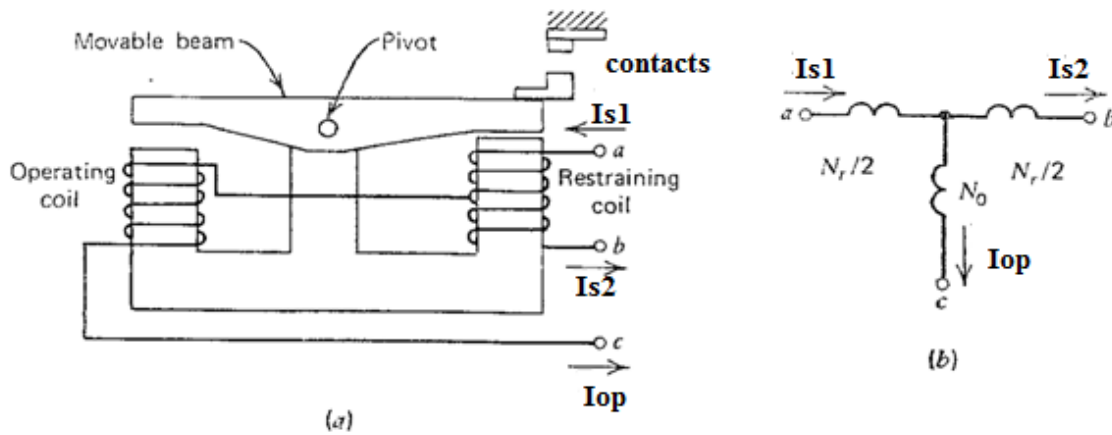 Movable beam
Pivot
contacts
Is1
a
Operating
coil
Restraining
coil
b
Is2
c
Iop
(a)
Is1
Is2
a
b
Nr/2
N0
Nr/2
Iop
c
(b)